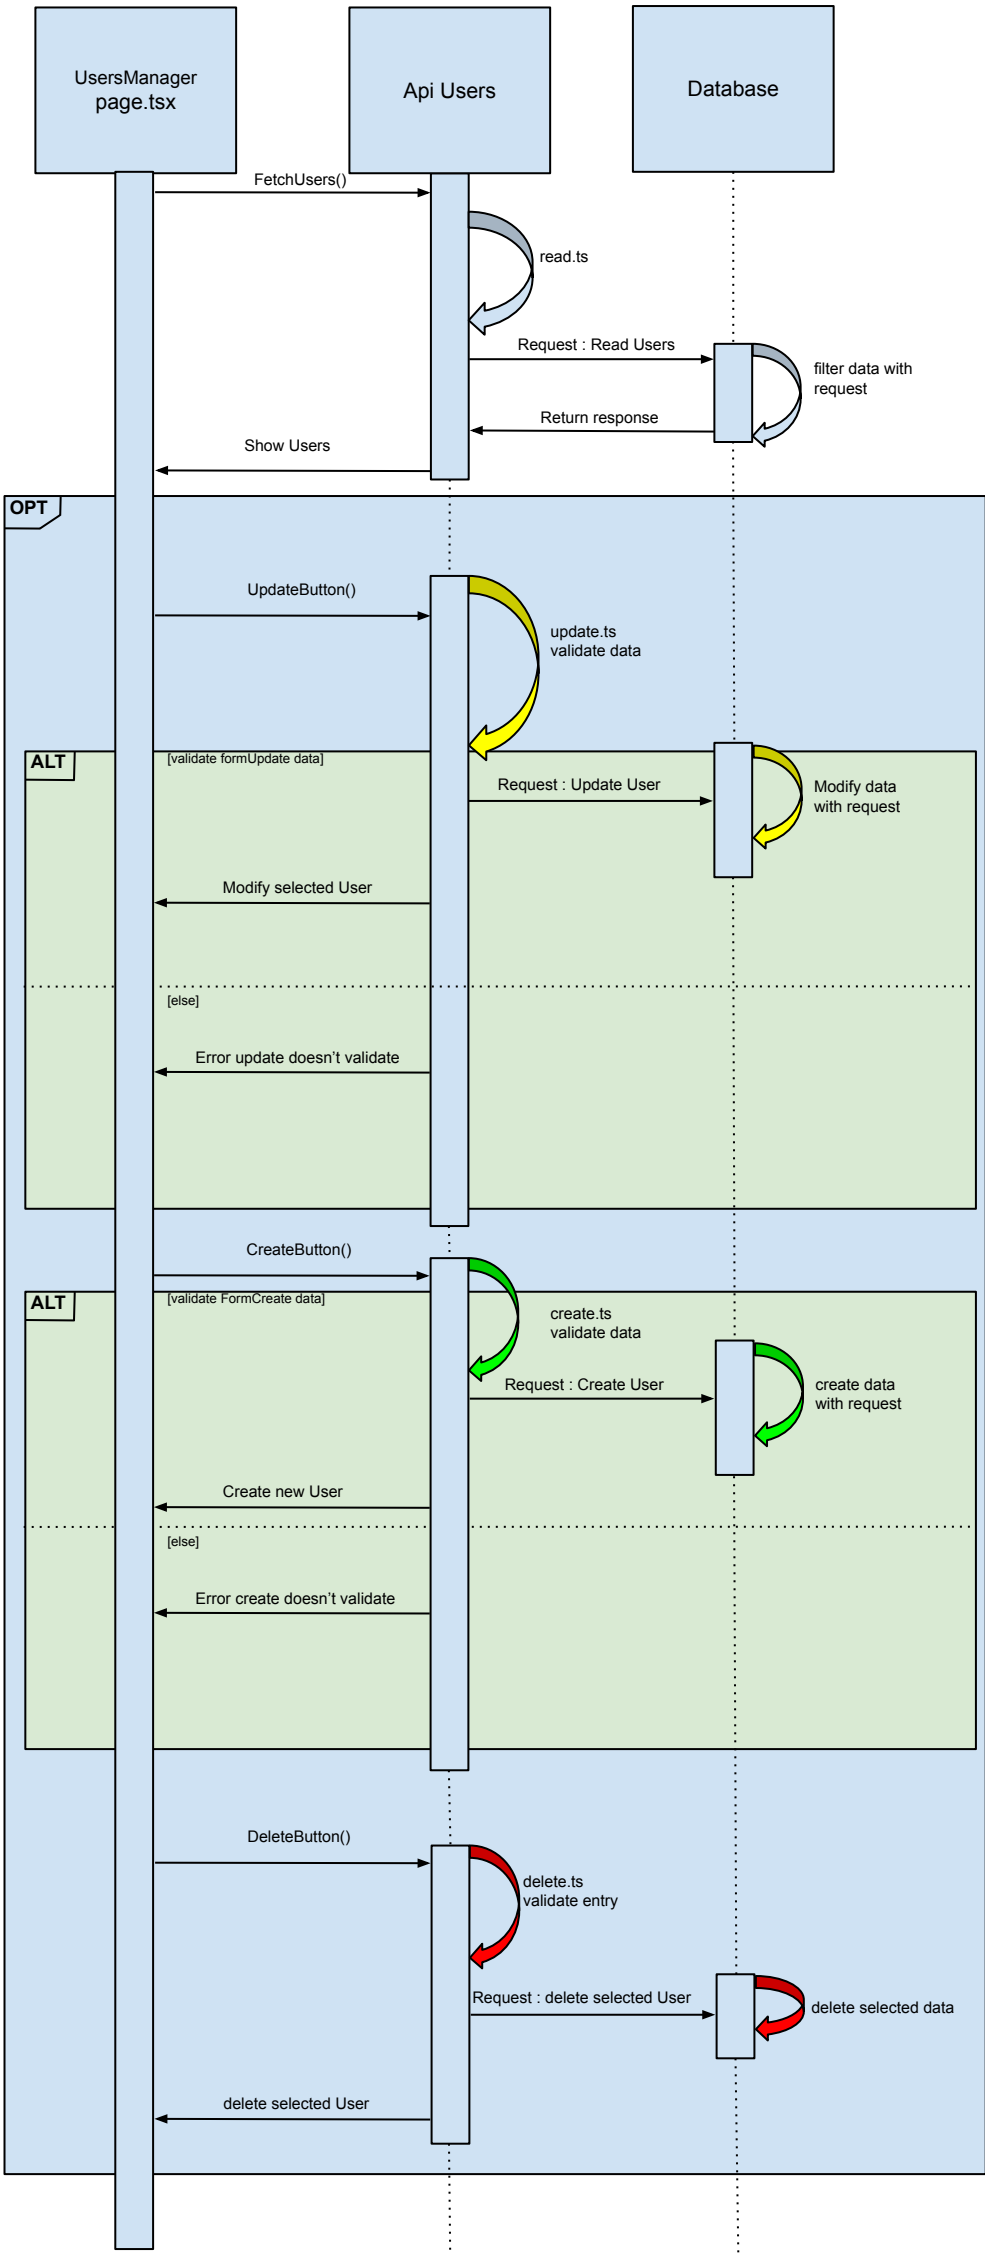 UsersManager
page.tsx
Api Users
Database
FetchUsers()
read.ts
Request : Read Users
filter data with
request
Return response
Show Users
OPT
UpdateButton()
update.ts
validate data
ALT
[validate formUpdate data]
Request : Update User
Modify data
with request
Modify selected User
[else]
Error update doesn't validate
CreateButton()
ALT
[validate FormCreate data]
create.ts
validate data
Request : Create User
create data
with request
Create new User
[else]
Error create doesn't validate
DeleteButton()
delete.ts
validate entry
Request : delete selected User
delete selected data
delete selected User